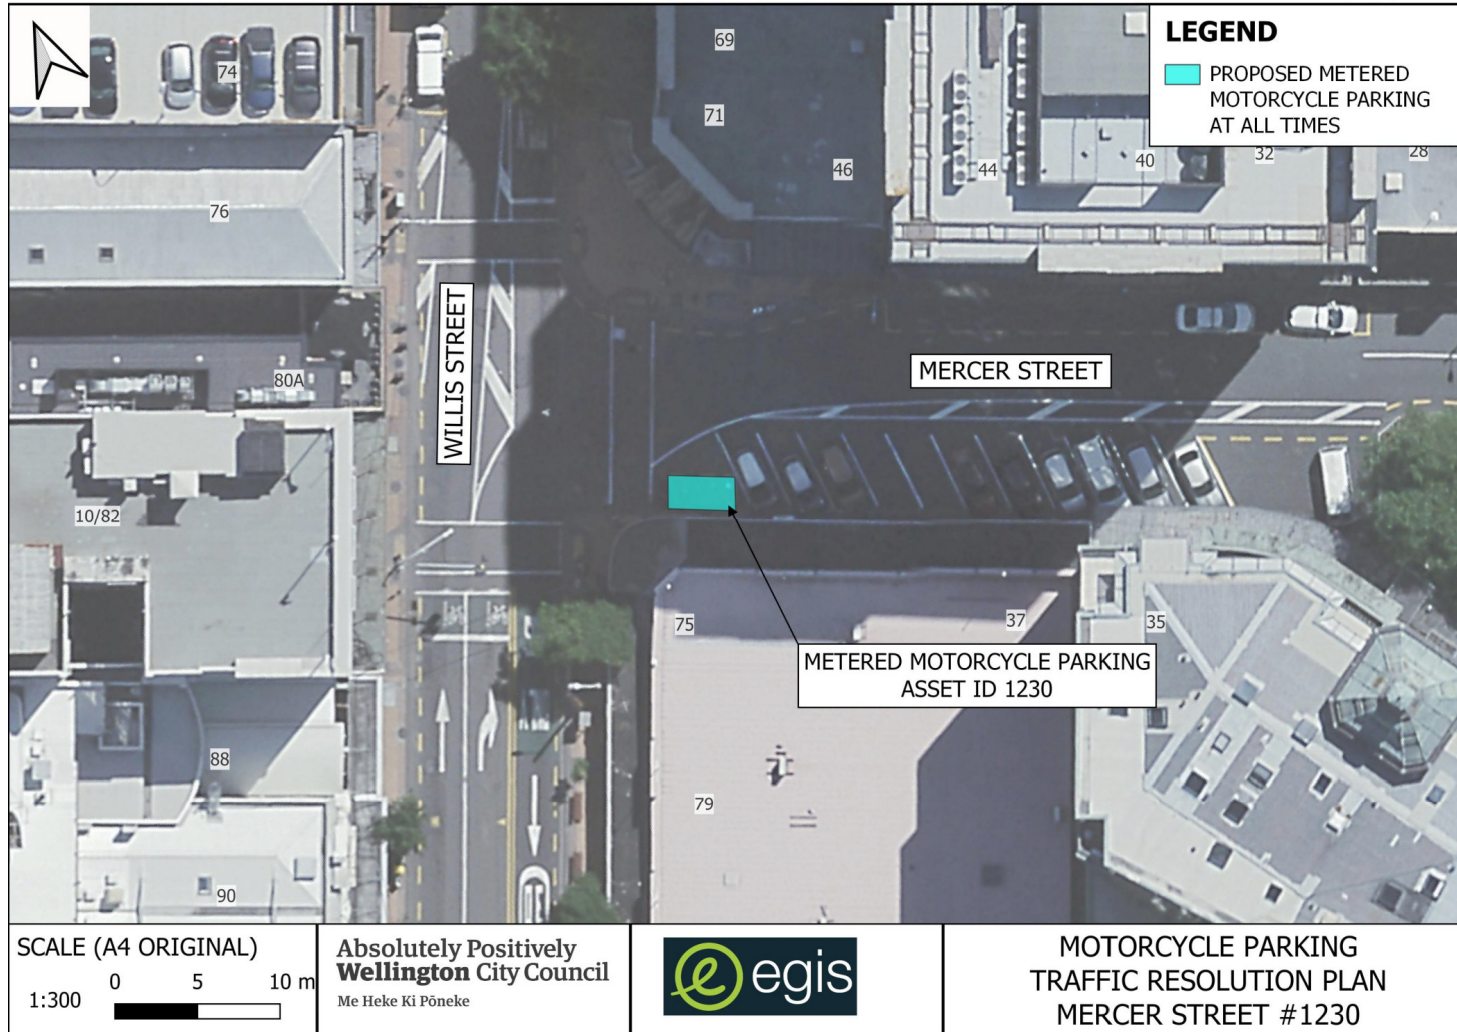 LEGEND
PROPOSED METERED
MOTORCYCLE PARKING
AT ALL TIMES
69
74
71
46
44
40
32
28
76
WILLIS STREET
MERCER STREET
80A
10/82
75
37
35
METERED MOTORCYCLE PARKING
ASSET ID 1230
88
79
90
SCALE (A4 ORIGINAL)
0 5 10 m
1:300
Absolutely Positively
Wellington City Council
Me Heke Ki Pōneke
egis
MOTORCYCLE PARKING
TRAFFIC RESOLUTION PLAN
MERCER STREET #1230